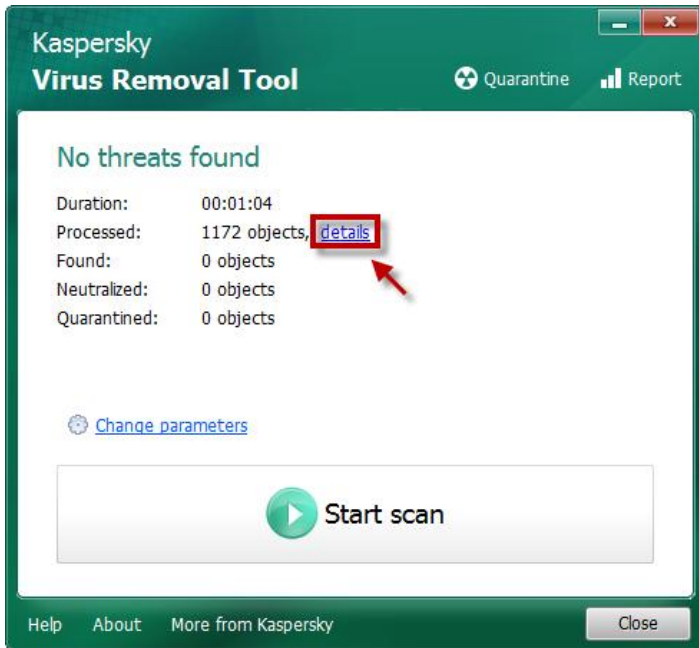 Kaspersky
Virus Removal Tool
Quarantine
Report
No threats found
Duration: 00:01:04
Processed: 1172 objects, details
Found: 0 objects
Neutralized: 0 objects
Quarantined: 0 objects
Change parameters
Start scan
Help About More from Kaspersky Close